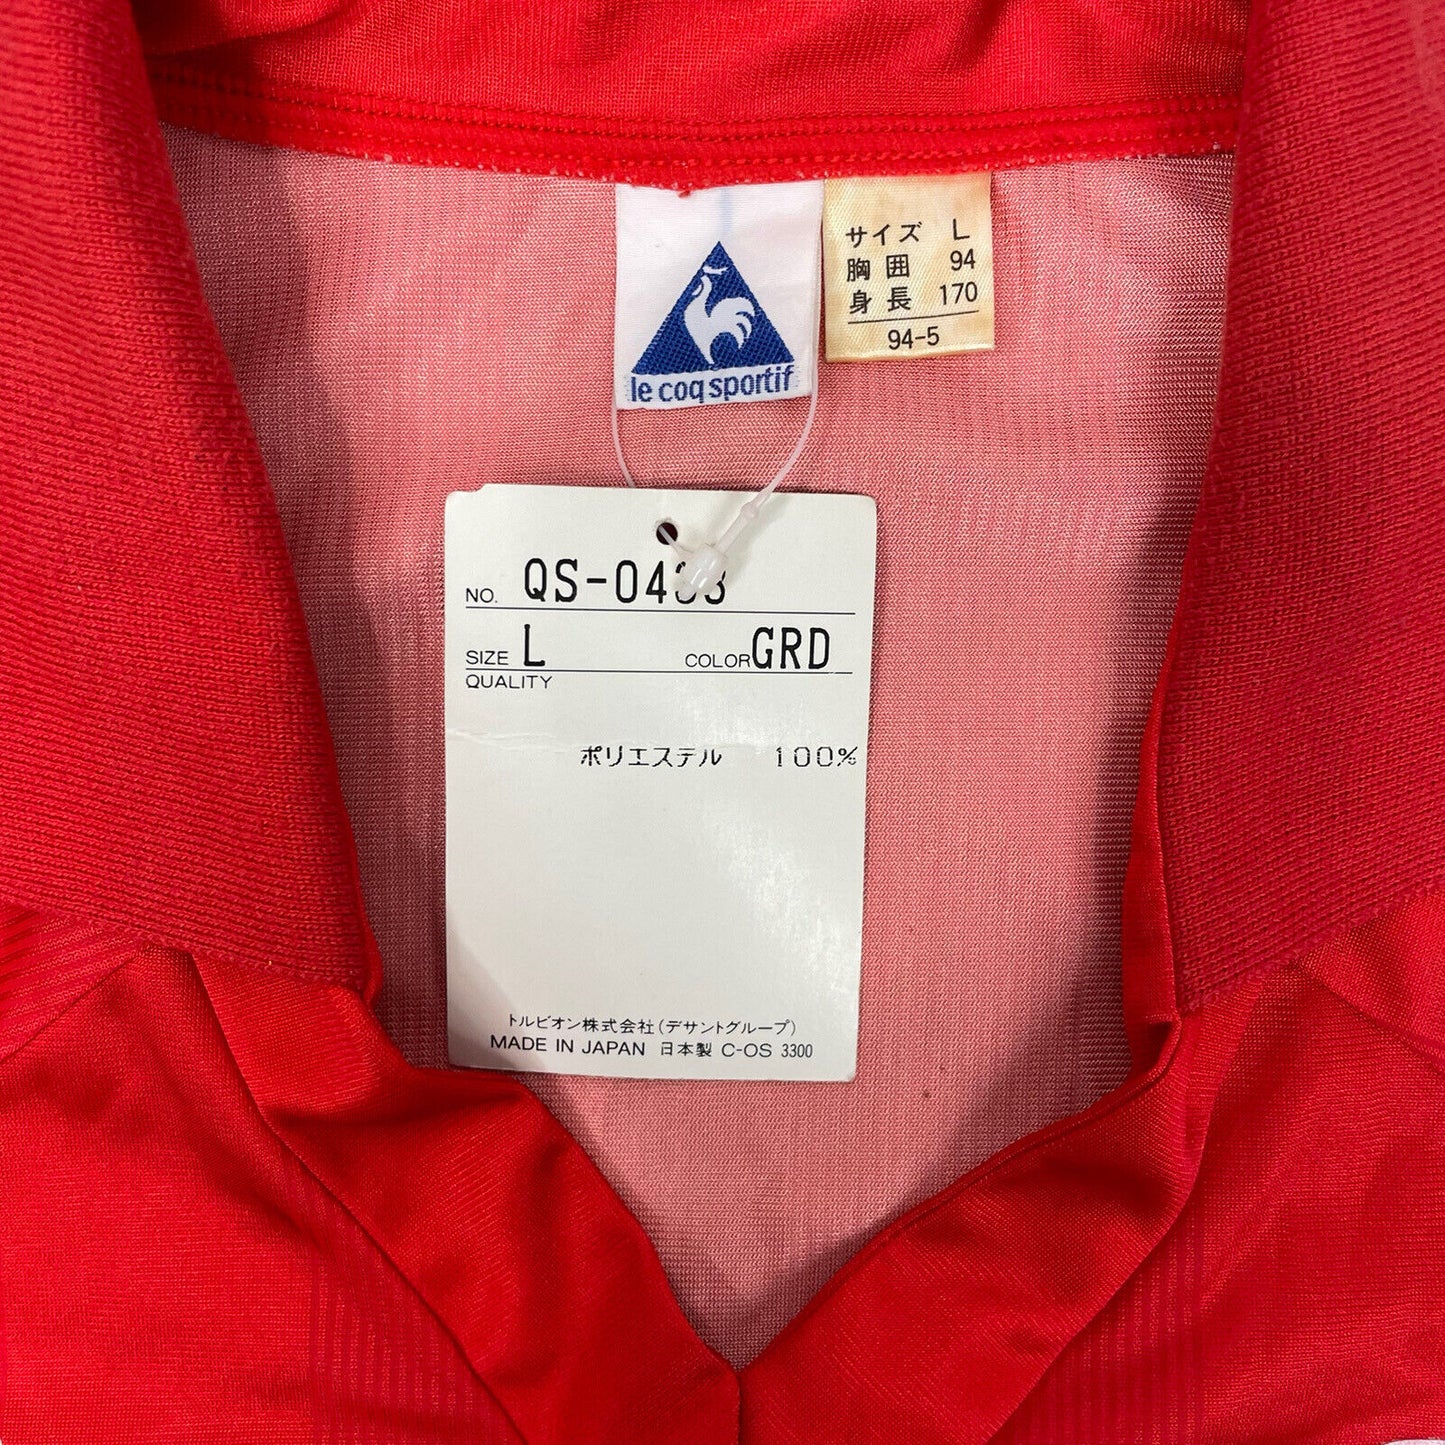 le coq sportif
サイズ L
胸囲 94
身長 170
94-5
NO.
SIZE L COLOR GRD
QUALITY
ポリエステル 100%
トルビオン株式会社(デサントグループ)
MADE IN JAPAN 日本製 C-OS 3300